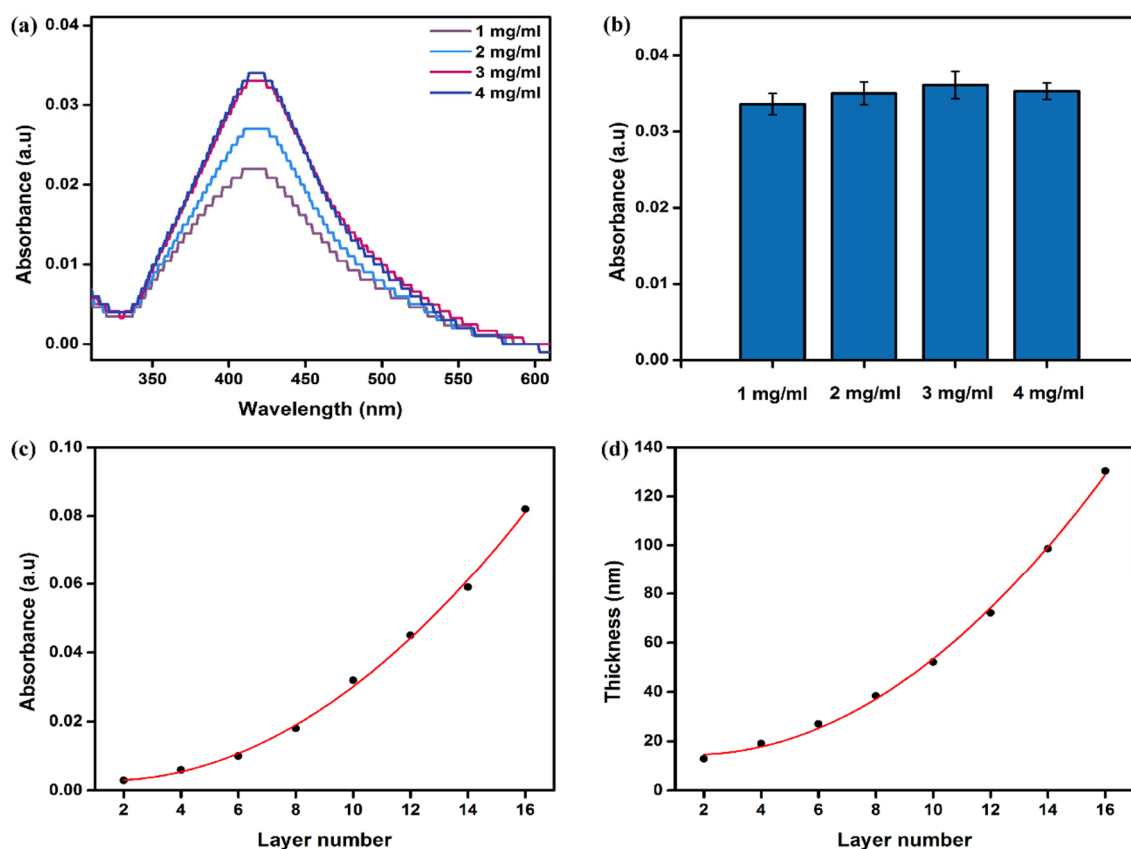 (a)
0.04
0.03
0.02
0.01
0.00
Absorbance (a.u)
350 400 450 500 550 600
Wavelength (nm)
1 mg/ml
2 mg/ml
3 mg/ml
4 mg/ml
(b)
0.04
0.03
0.02
0.01
0.00
Absorbance (a.u)
1 mg/ml 2 mg/ml 3 mg/ml 4 mg/ml
(c)
0.10
0.08
0.06
0.04
0.02
0.00
Absorbance (a.u)
2 4 6 8 10 12 14 16
Layer number
(d)
140
120
100
80
60
40
20
0
Thickness (nm)
2 4 6 8 10 12 14 16
Layer number